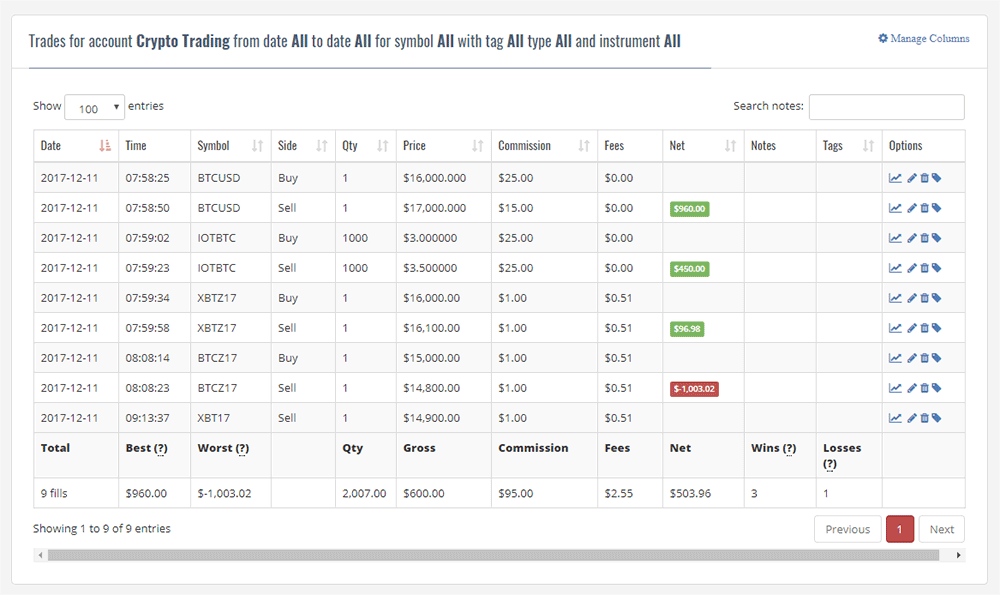 Trades for account Crypto Trading from date All to date All for symbol All with tag All type All and instrument All
Manage Columns
Show 100 entries Search notes:
Date Time Symbol Side Qty Price Commission Fees Net Notes Tags Options
2017-12-11 07:58:25 BTCUSD Buy 1 $16,000.000 $25.00 $0.00
2017-12-11 07:58:50 BTCUSD Sell 1 $17,000.000 $15.00 $0.00 $960.00
2017-12-11 07:59:02 IOTBTC Buy 1000 $3.000000 $25.00 $0.00
2017-12-11 07:59:23 IOTBTC Sell 1000 $3.500000 $25.00 $0.00 $450.00
2017-12-11 07:59:34 XBTZ17 Buy 1 $16,000.00 $1.00 $0.51
2017-12-11 07:59:58 XBTZ17 Sell 1 $16,100.00 $1.00 $0.51 $96.98
2017-12-11 08:08:14 BTCZ17 Buy 1 $15,000.00 $1.00 $0.51
2017-12-11 08:08:23 BTCZ17 Sell 1 $14,800.00 $1.00 $0.51 $-1,003.02
2017-12-11 09:13:37 XBT17 Sell 1 $14,900.00 $1.00 $0.51
Total Best (?) Worst (?) Qty Gross Commission Fees Net Wins (?) Losses (?)
9 fills $960.00 $-1,003.02 2,007.00 $600.00 $95.00 $2.55 $503.96 3 1
Showing 1 to 9 of 9 entries Previous 1 Next